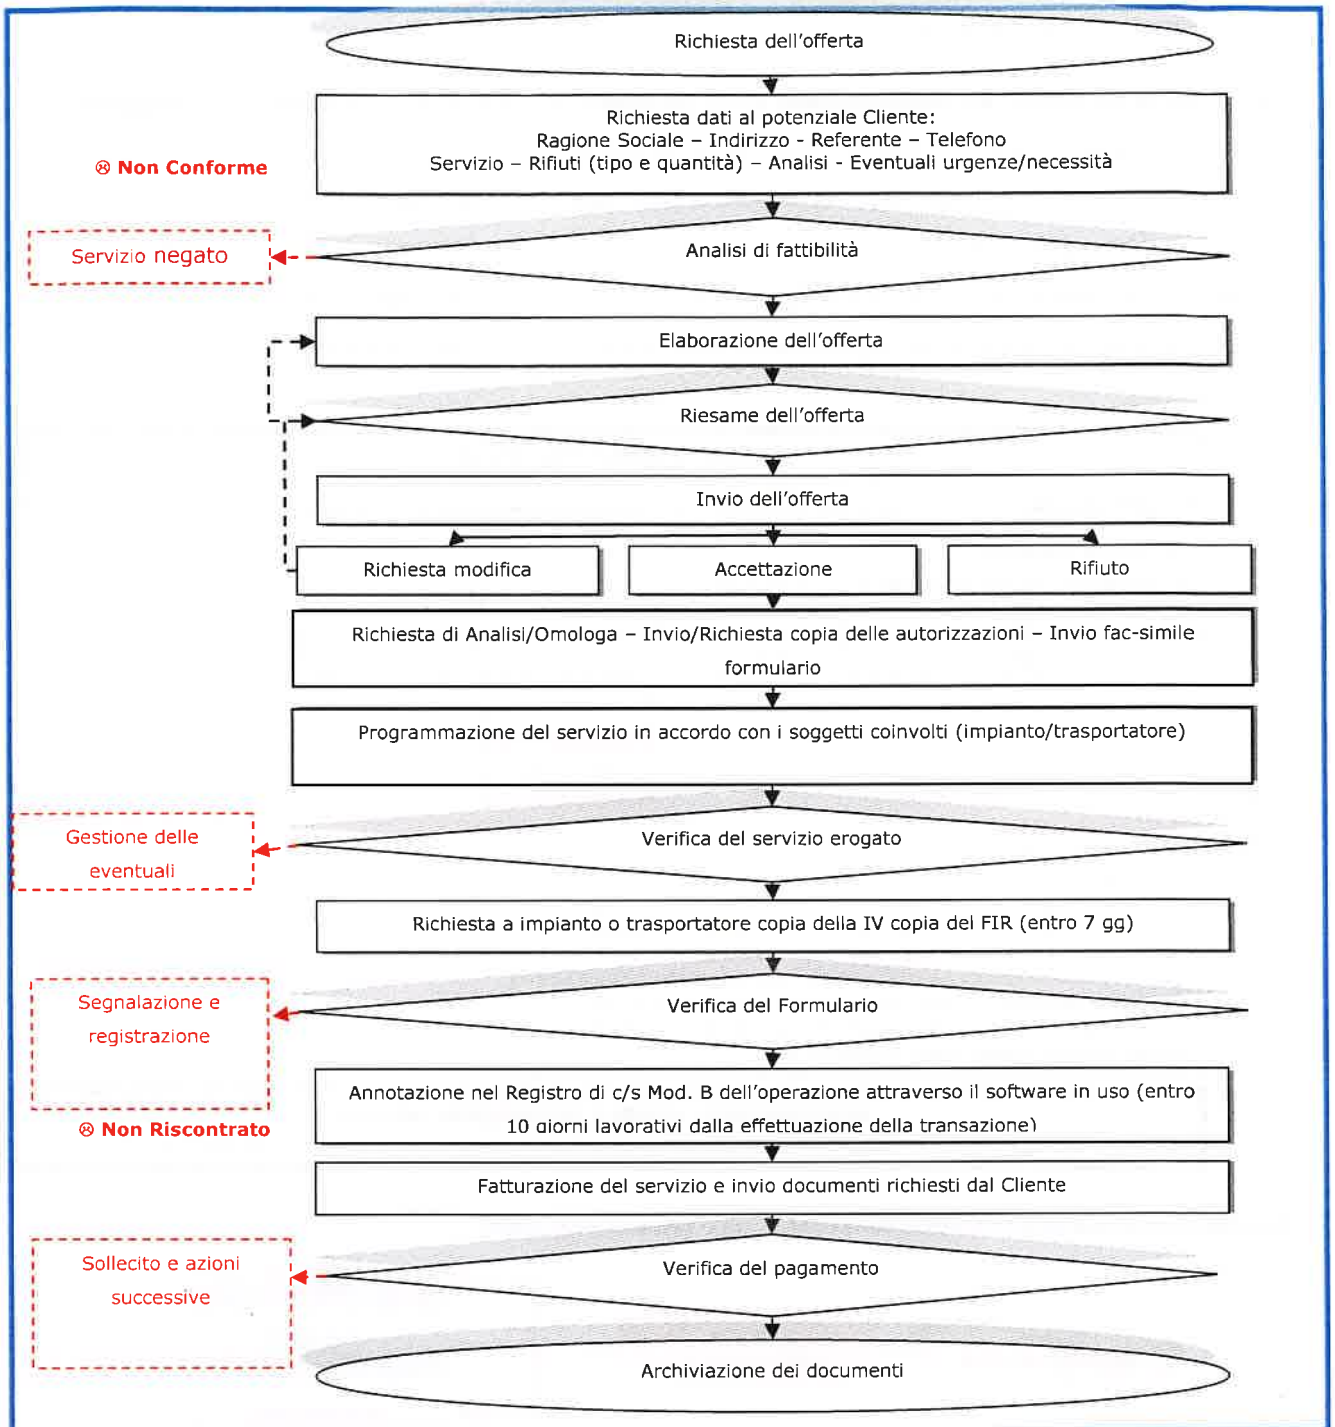 Richiesta dell'offerta
Richiesta dati al potenziale Cliente:
Ragione Sociale – Indirizzo - Referente – Telefono
Servizio – Rifiuti (tipo e quantità) – Analisi - Eventuali urgenze/necessità
☹ Non Conforme
Analisi di fattibilità
Servizio negato
Elaborazione dell'offerta
Riesame dell'offerta
Invio dell'offerta
Richiesta modifica
Accettazione
Rifiuto
Richiesta di Analisi/Omologa – Invio/Richiesta copia delle autorizzazioni – Invio fac-simile
formulario
Programmazione del servizio in accordo con i soggetti coinvolti (impianto/trasportatore)
Verifica del servizio erogato
Gestione delle
eventuali
Richiesta a impianto o trasportatore copia della IV copia del FIR (entro 7 gg)
Verifica del Formulario
Segnalazione e
registrazione
Annotazione nel Registro di c/s Mod. B dell'operazione attraverso il software in uso (entro
10 giorni lavorativi dalla effettuazione della transazione)
☹ Non Riscontrato
Fatturazione del servizio e invio documenti richiesti dal Cliente
Verifica del pagamento
Sollecito e azioni
successive
Archiviazione dei documenti